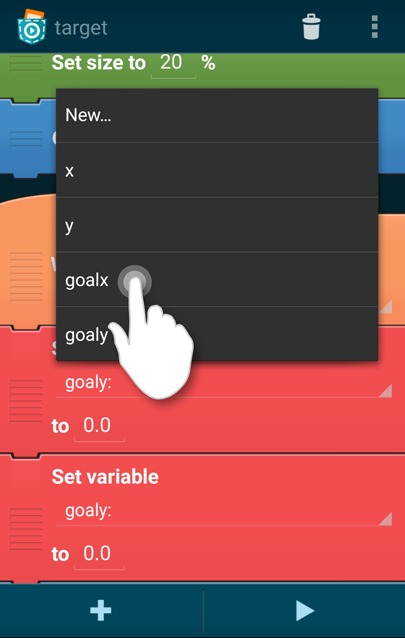 target
Set size to 20 %
New...
x
y
goalx
goaly
goaly:
to 0.0
Set variable
goaly:
to 0.0